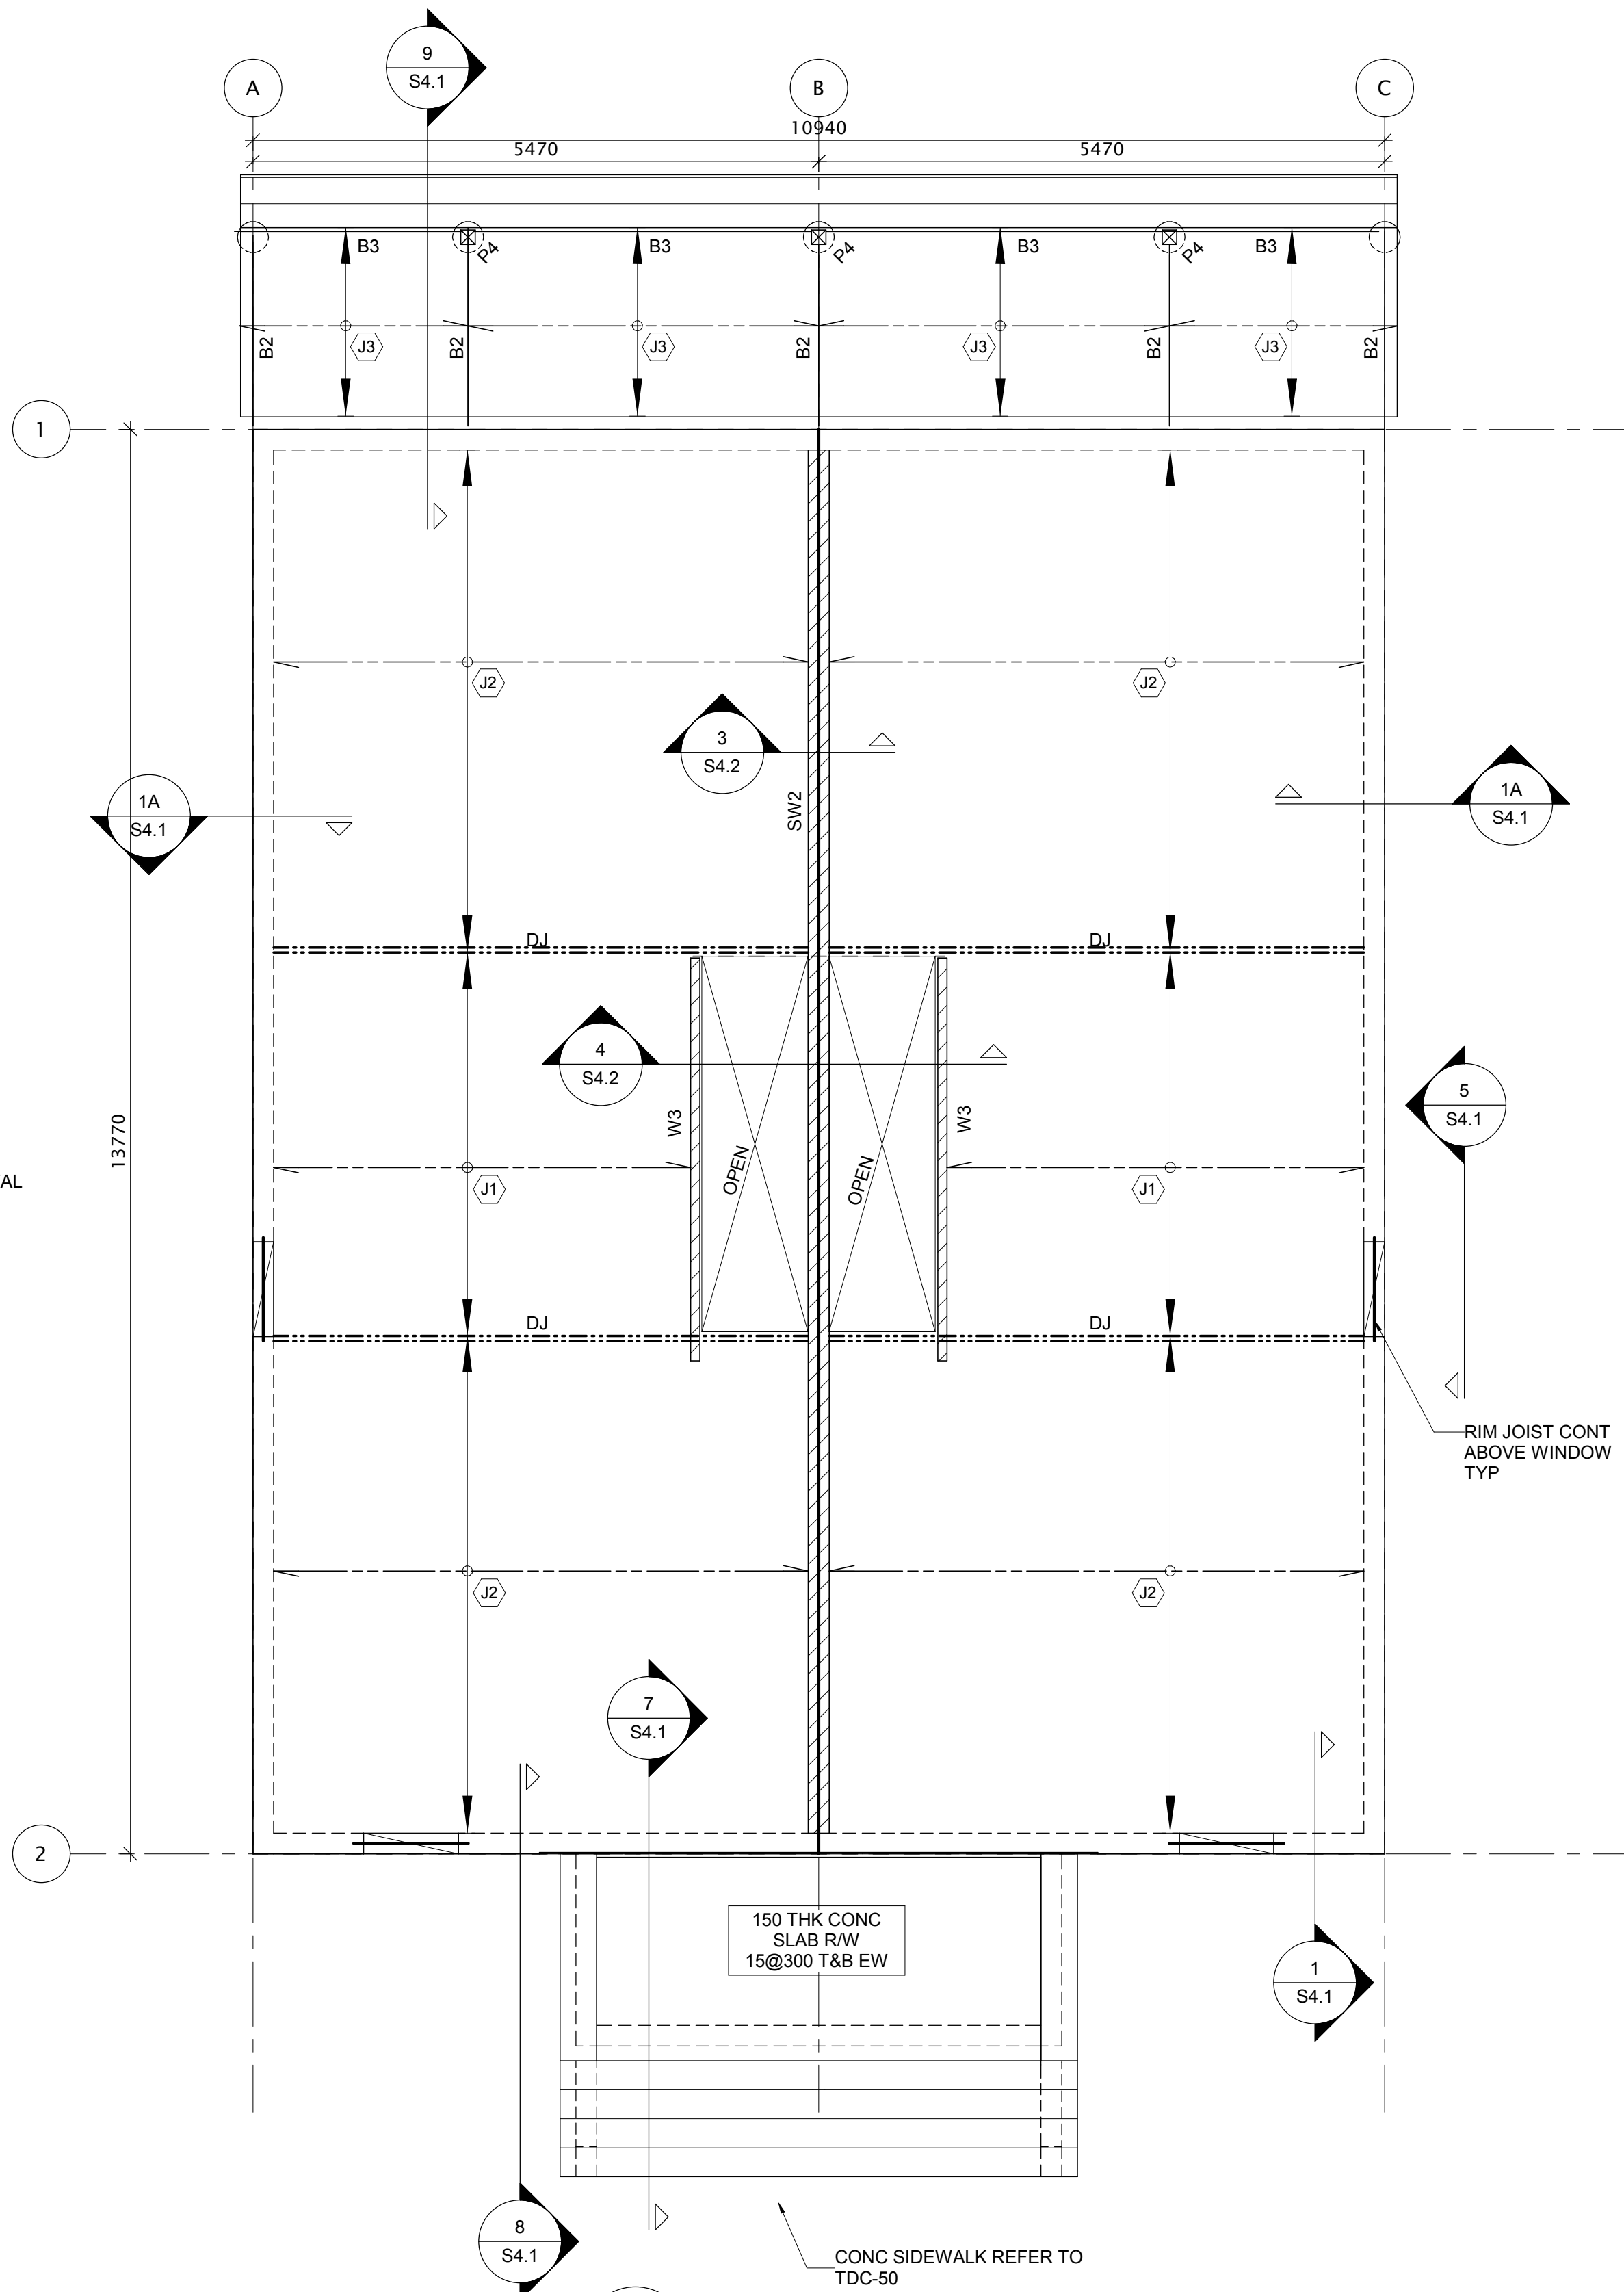 9
S4.1
A
B
C
10940
5470
5470
B3
B3
B3
B3
P4
P4
P4
B2
J3
B2
J3
B2
J3
B2
J3
B2
1
J2
J2
3
S4.2
SW2
1A
S4.1
1A
S4.1
DJ
DJ
4
S4.2
5
S4.1
W3
W3
13770
OPEN
OPEN
AL
J1
J1
DJ
DJ
RIM JOIST CONT
ABOVE WINDOW
TYP
J2
J2
7
S4.1
2
150 THK CONC
SLAB R/W
15@300 T&B EW
1
S4.1
8
S4.1
CONC SIDEWALK REFER TO
TDC-50